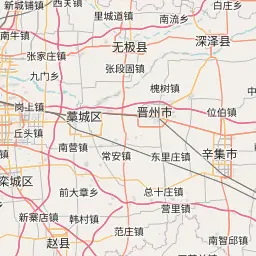 里城道镇
南流乡
白庄乡
南牛镇
无极县
深泽县
张家庄镇
张段固镇
九门乡
槐树镇
岗上镇
藁城区
晋州市
位伯镇
丘头镇
南营镇
常安镇
东里庄镇
辛集市
栾城区
前大章乡
总十庄镇
营里镇
新寨店镇
韩村镇
范庄镇
赵县
南智邱镇